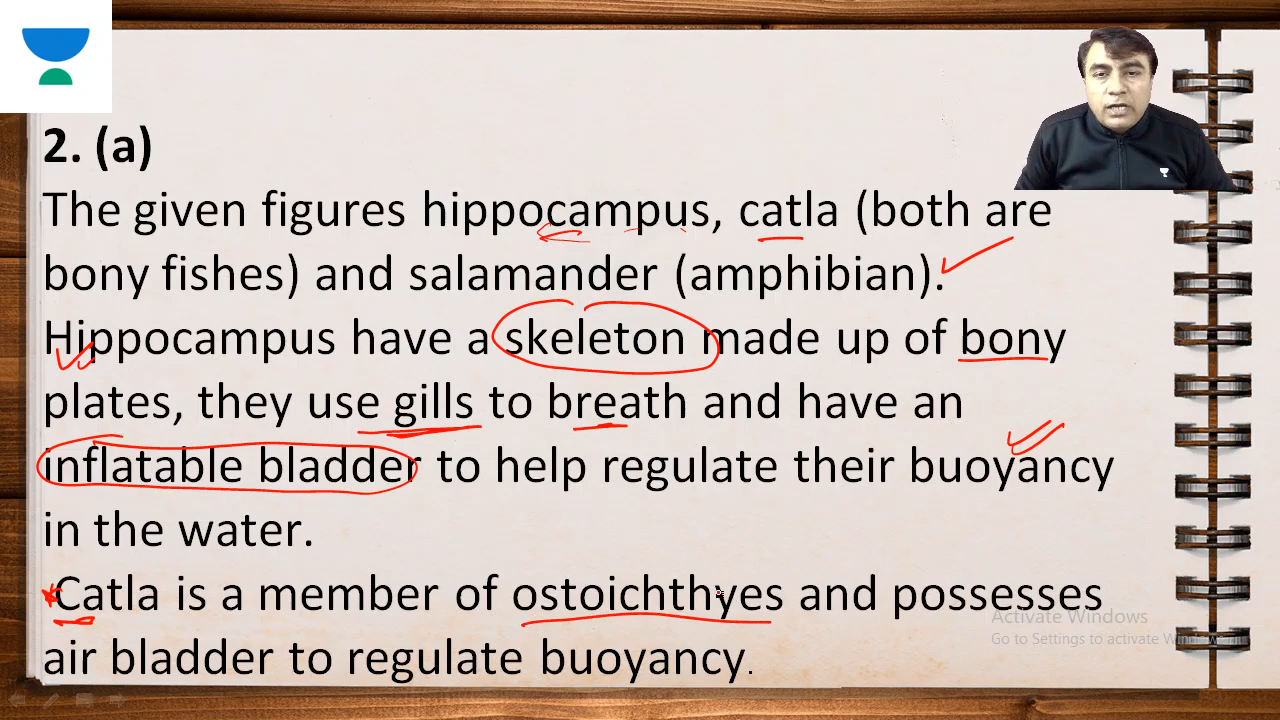 2. (a)
The given figures hippocampus, catla (both are
bony fishes) and salamander (amphibian).
Hippocampus have a skeleton made up of bony
plates, they use gills to breath and have an
inflatable bladder to help regulate their buoyancy
in the water.
Catla is a member of ostoichthyes and possesses
air bladder to regulate buoyancy.
Activate Windows
Go to Settings to activate Windows.